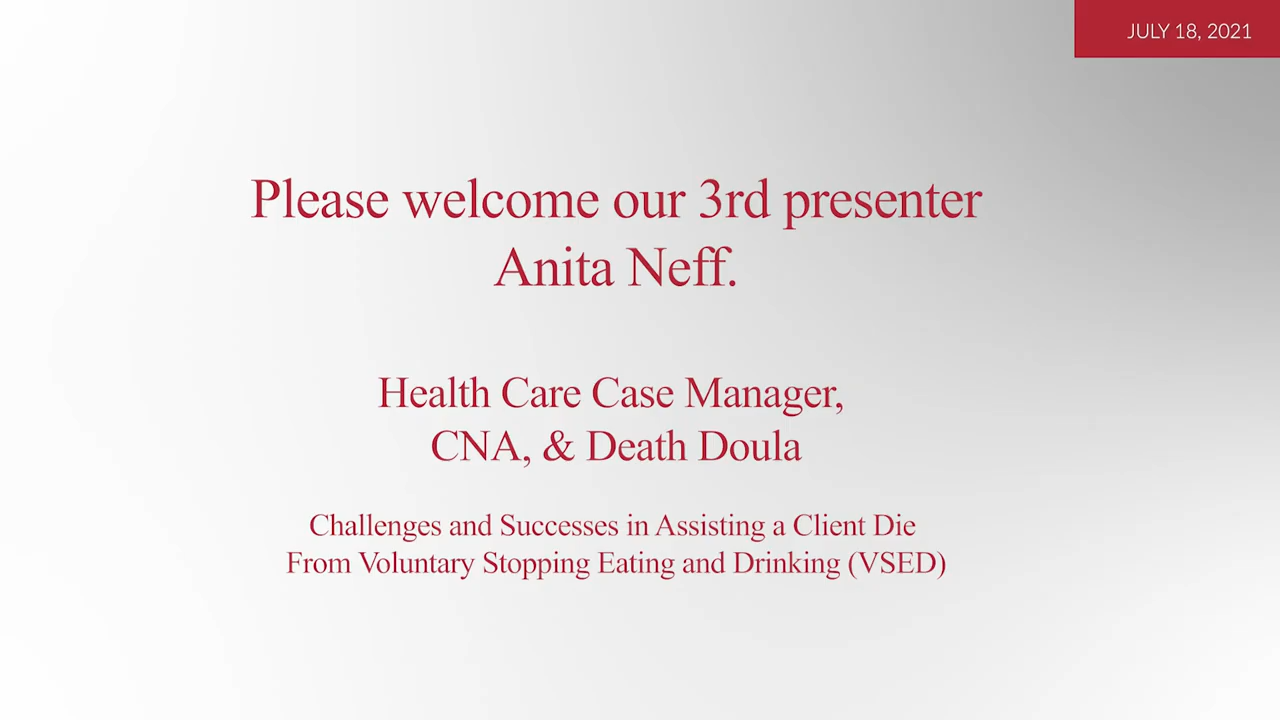 JULY 18, 2021
Please welcome our 3rd presenter
Anita Neff.
Health Care Case Manager,
CNA, & Death Doula
Challenges and Successes in Assisting a Client Die
From Voluntary Stopping Eating and Drinking (VSED)